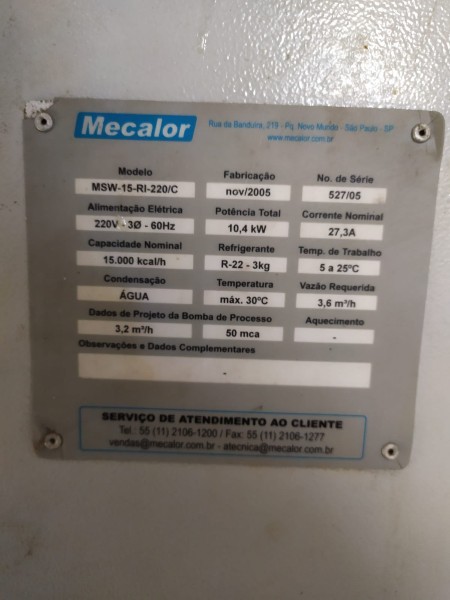 Mecalor
Rua da Banduira, 219 - Pq. Novo Mundo - São Paulo - SP
www.mecalor.com.br
Modelo Fabricação No. de Série
MSW-15-RI-220/C nov/2005 527/05
Alimentação Elétrica Potência Total Corrente Nominal
220V - 3Ø - 60Hz 10,4 kW 27,3A
Capacidade Nominal Refrigerante Temp. de Trabalho
15.000 kcal/h R-22 - 3kg 5 a 25ºC
Condensação Temperatura Vazão Requerida
ÁGUA máx. 30ºC 3,6 m³/h
Dados de Projeto da Bomba de Processo Aquecimento
3,2 m³/h 50 mca -
Observações e Dados Complementares
-
SERVIÇO DE ATENDIMENTO AO CLIENTE
Tel.: 55 (11) 2106-1200 / Fax: 55 (11) 2106-1277
vendas@mecalor.com.br - atecnica@mecalor.com.br